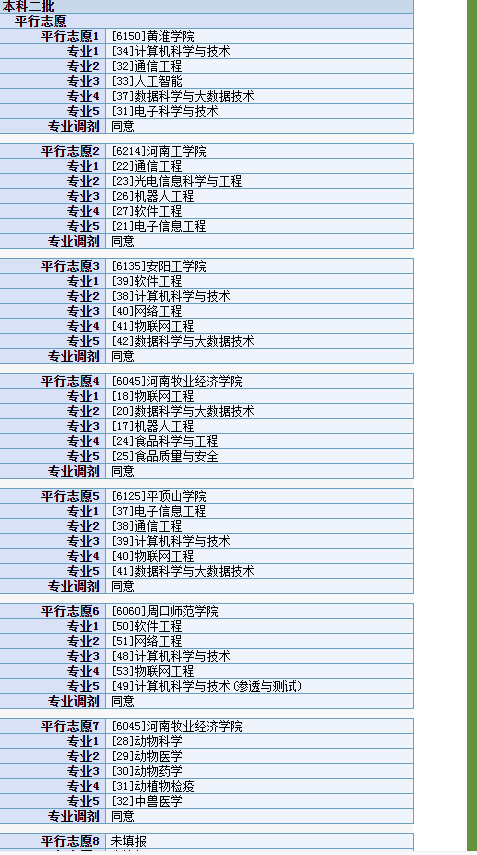 本科二批
平行志愿
平行志愿1 [6150]黄淮学院
专业1 [34]计算机科学与技术
专业2 [32]通信工程
专业3 [33]人工智能
专业4 [37]数据科学与大数据技术
专业5 [31]电子科学与技术
专业调剂 同意
平行志愿2 [6214]河南工学院
专业1 [22]通信工程
专业2 [23]光电信息科学与工程
专业3 [26]机器人工程
专业4 [27]软件工程
专业5 [21]电子信息工程
专业调剂 同意
平行志愿3 [6135]安阳工学院
专业1 [39]软件工程
专业2 [38]计算机科学与技术
专业3 [40]网络工程
专业4 [41]物联网工程
专业5 [42]数据科学与大数据技术
专业调剂 同意
平行志愿4 [6045]河南牧业经济学院
专业1 [18]物联网工程
专业2 [20]数据科学与大数据技术
专业3 [17]机器人工程
专业4 [24]食品科学与工程
专业5 [25]食品质量与安全
专业调剂 同意
平行志愿5 [6125]平顶山学院
专业1 [37]电子信息工程
专业2 [38]通信工程
专业3 [39]计算机科学与技术
专业4 [40]物联网工程
专业5 [41]数据科学与大数据技术
专业调剂 同意
平行志愿6 [6060]周口师范学院
专业1 [50]软件工程
专业2 [51]网络工程
专业3 [48]计算机科学与技术
专业4 [53]物联网工程
专业5 [49]计算机科学与技术(参透与测试)
专业调剂 同意
平行志愿7 [6045]河南牧业经济学院
专业1 [28]动物科学
专业2 [29]动物医学
专业3 [30]动物药学
专业4 [31]动植物检疫
专业5 [32]中兽医学
专业调剂 同意
平行志愿8 未填报